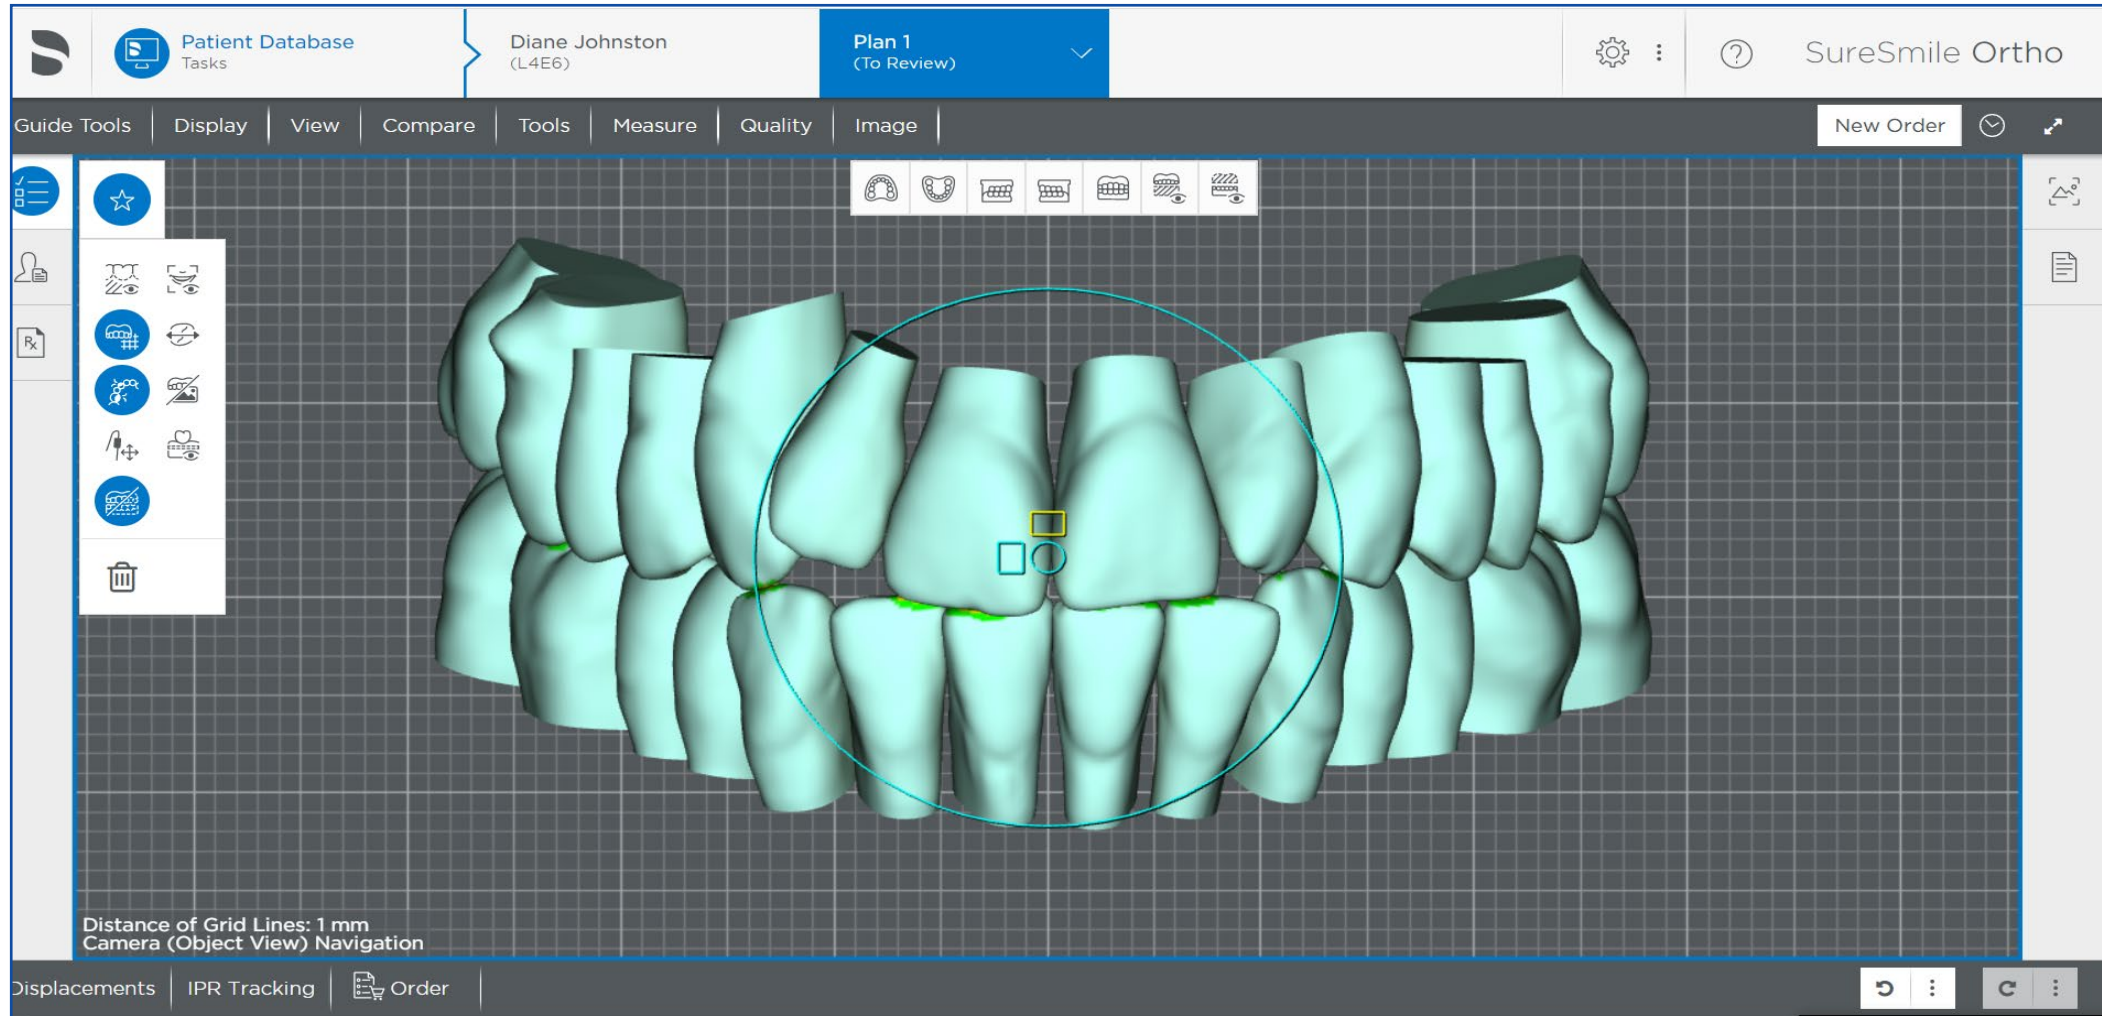 Patient Database
Tasks
Diane Johnston
(L4E6)
Plan 1
(To Review)
SureSmile Ortho
Guide Tools
Display
View
Compare
Tools
Measure
Quality
Image
New Order
Rx
Distance of Grid Lines: 1 mm
Camera (Object View) Navigation
Displacements
IPR Tracking
Order